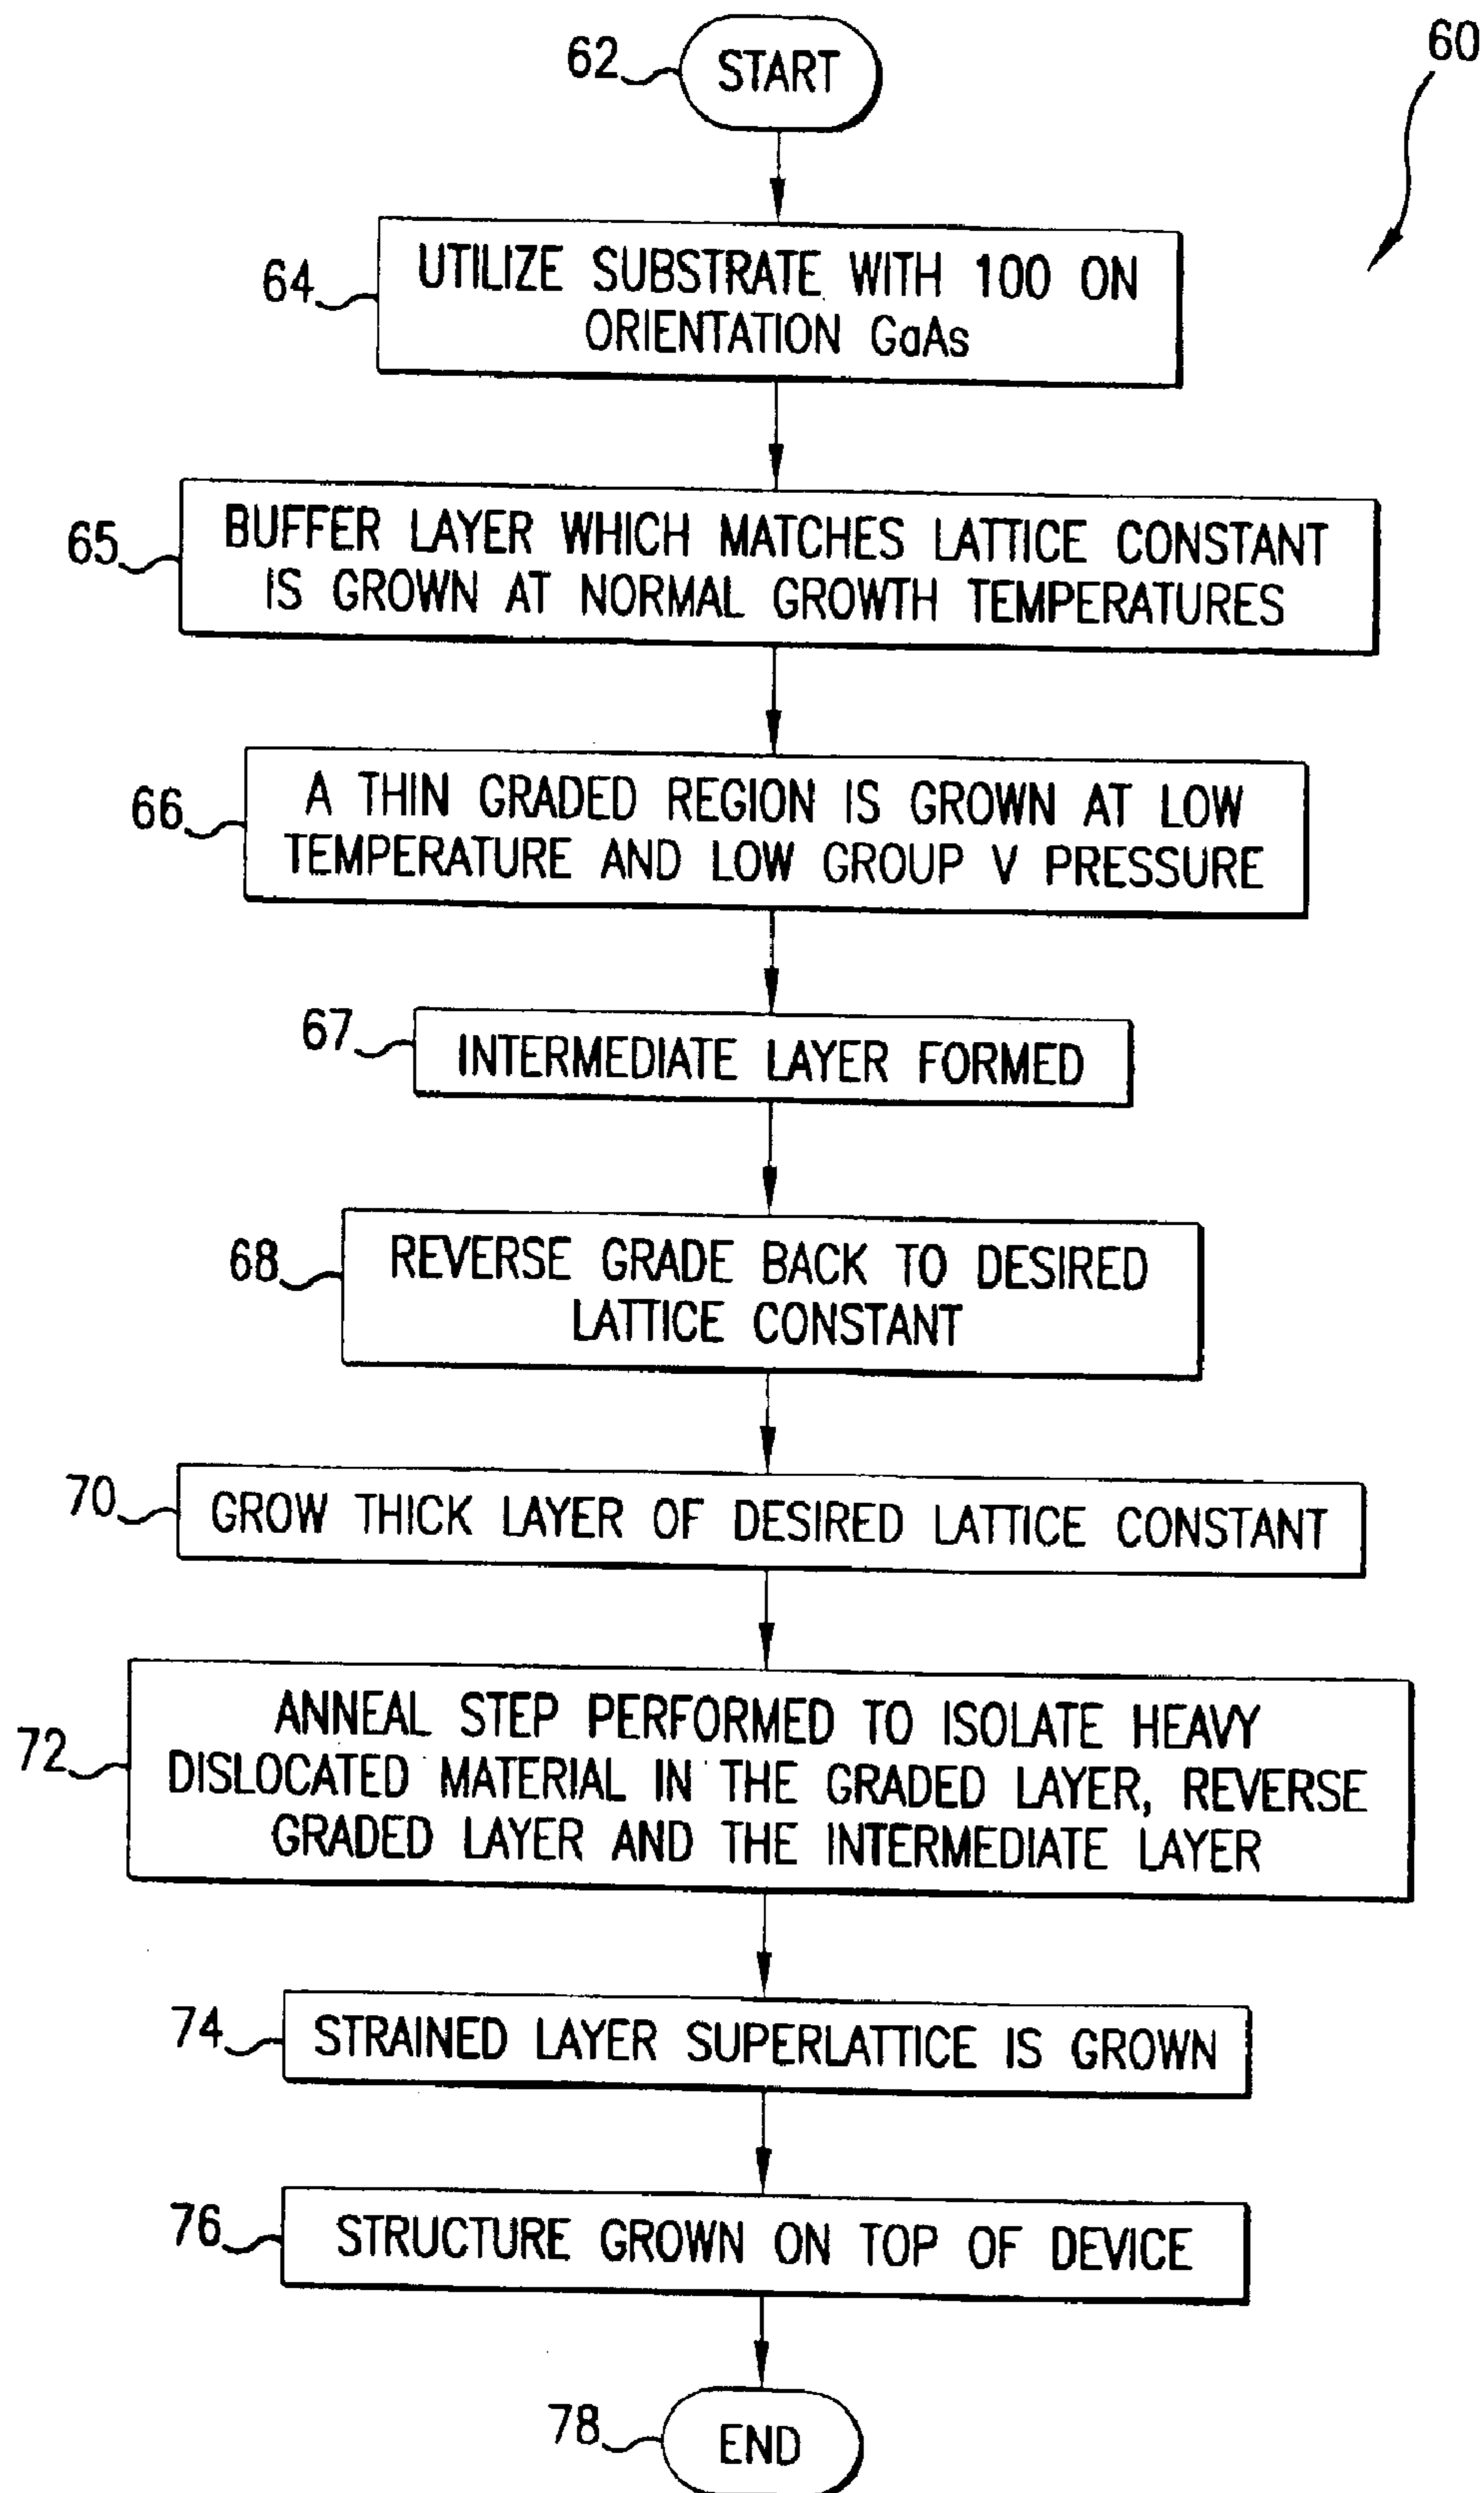 60
62
START
64
UTILIZE SUBSTRATE WITH 100 ON
ORIENTATION GaAs
65
BUFFER LAYER WHICH MATCHES LATTICE CONSTANT
IS GROWN AT NORMAL GROWTH TEMPERATURES
66
A THIN GRADED REGION IS GROWN AT LOW
TEMPERATURE AND LOW GROUP V PRESSURE
67
INTERMEDIATE LAYER FORMED
68
REVERSE GRADE BACK TO DESIRED
LATTICE CONSTANT
70
GROW THICK LAYER OF DESIRED LATTICE CONSTANT
72
ANNEAL STEP PERFORMED TO ISOLATE HEAVY
DISLOCATED MATERIAL IN THE GRADED LAYER, REVERSE
GRADED LAYER AND THE INTERMEDIATE LAYER
74
STRAINED LAYER SUPERLATTICE IS GROWN
76
STRUCTURE GROWN ON TOP OF DEVICE
78
END